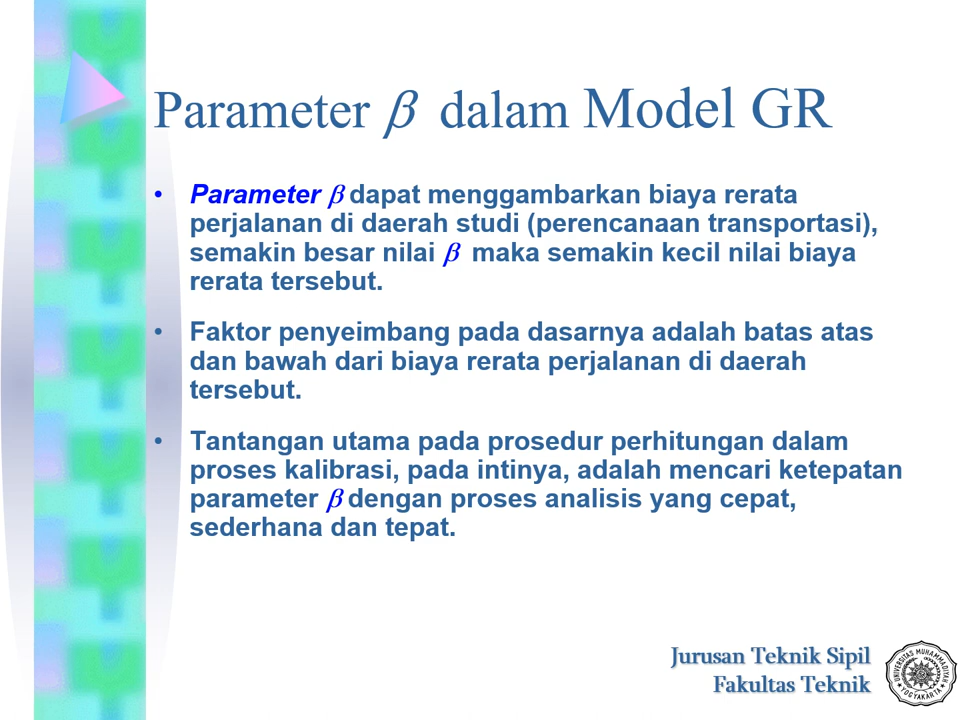 Parameter β dalam Model GR
• Parameter β dapat menggambarkan biaya rerata
perjalanan di daerah studi (perencanaan transportasi),
semakin besar nilai β maka semakin kecil nilai biaya
rerata tersebut.
• Faktor penyeimbang pada dasarnya adalah batas atas
dan bawah dari biaya rerata perjalanan di daerah
tersebut.
• Tantangan utama pada prosedur perhitungan dalam
proses kalibrasi, pada intinya, adalah mencari ketepatan
parameter β dengan proses analisis yang cepat,
sederhana dan tepat.
Jurusan Teknik Sipil
Fakultas Teknik
UNIVERSITAS MUHAMMADIYAH
YOGYAKARTA